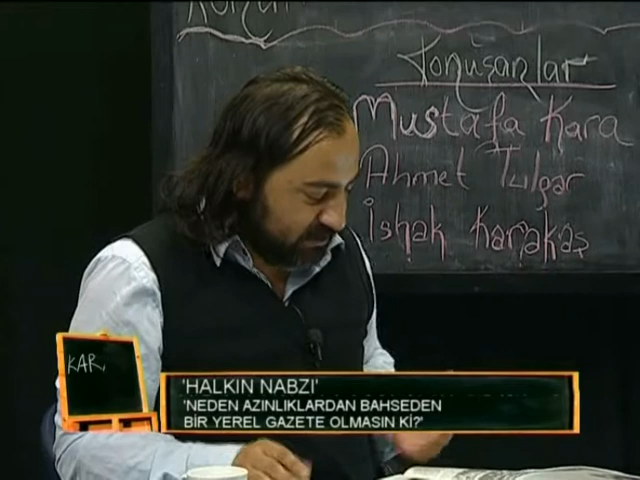 Konuşanlar
Mustafa Kara
Ahmet Tulgar
İshak Karakaş
KAR
'HALKIN NABZI'
'NEDEN AZINLIKLARDAN BAHSEDEN
BİR YEREL GAZETE OLMASIN Kİ?'